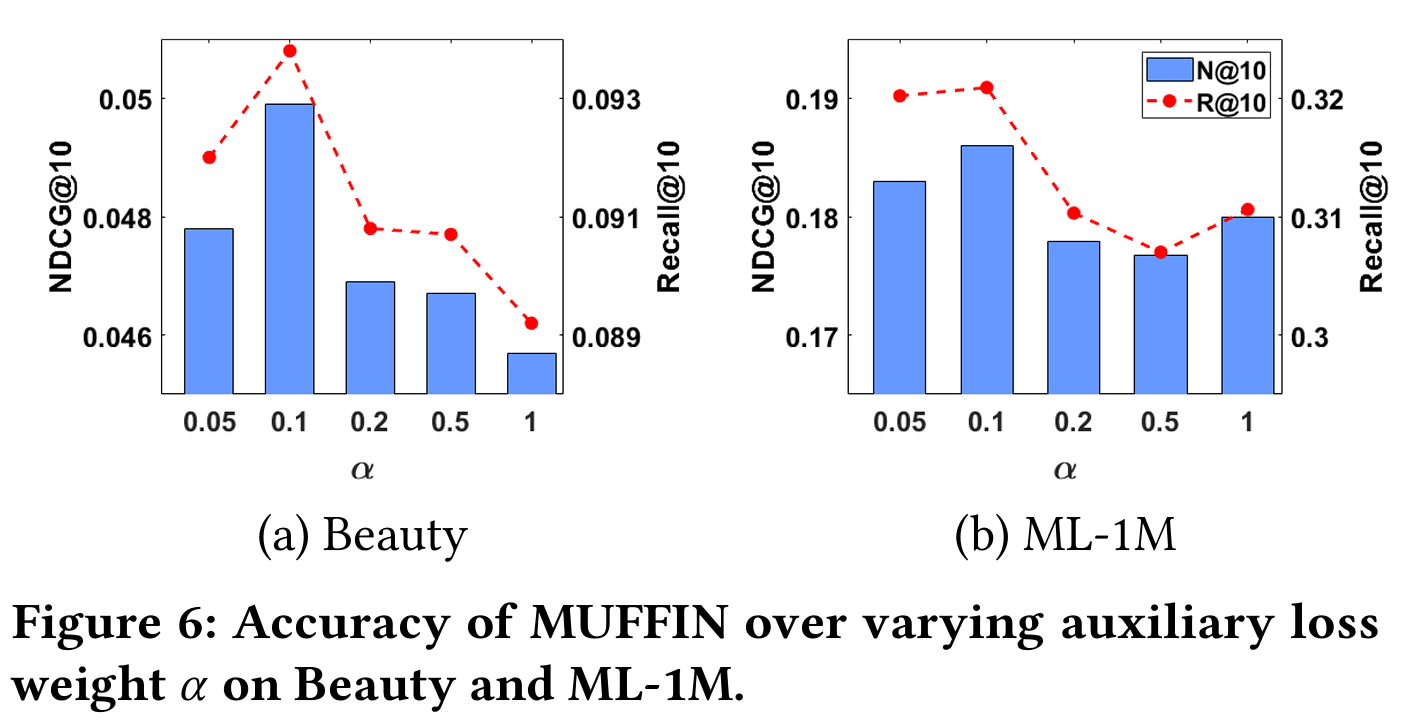 NDCG@10
0.05
0.048
0.046
0.093
0.091
0.089
Recall@10
0.05 0.1 0.2 0.5 1
α
(a) Beauty
NDCG@10
0.19
0.18
0.17
N@10
R@10
0.32
0.31
0.3
Recall@10
0.05 0.1 0.2 0.5 1
α
(b) ML-1M
Figure 6: Accuracy of MUFFIN over varying auxiliary loss
weight α on Beauty and ML-1M.